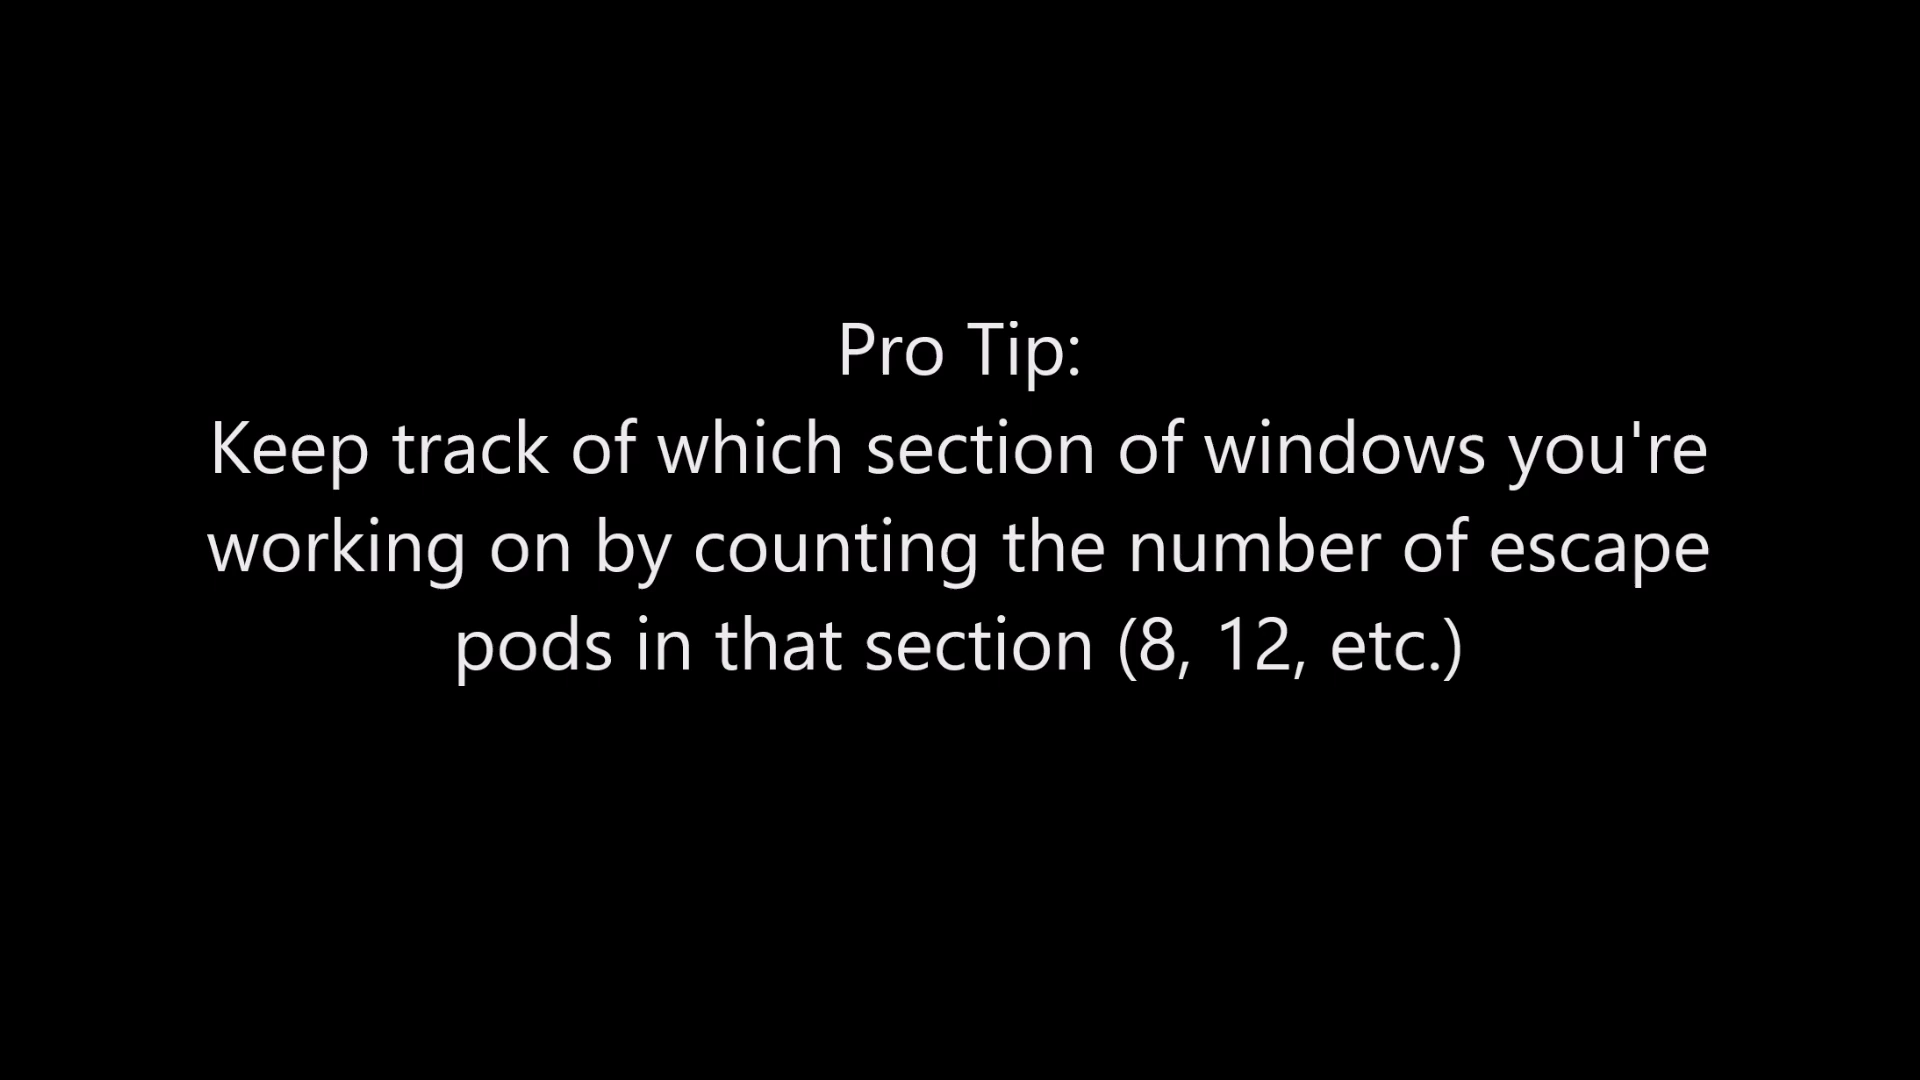 Pro Tip:
Keep track of which section of windows you're
working on by counting the number of escape
pods in that section (8, 12, etc.)